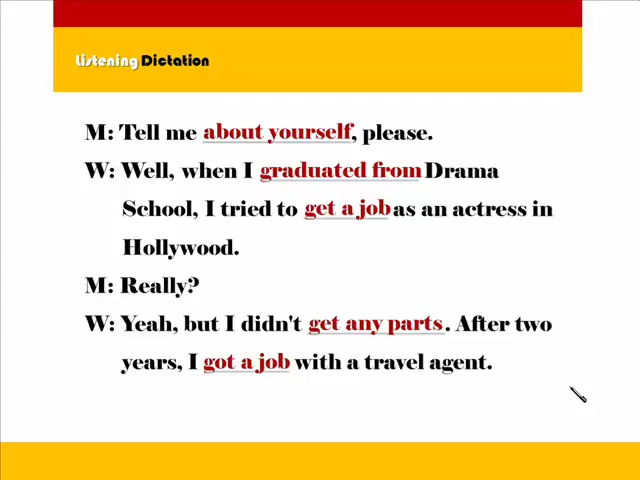 Listening Dictation
M: Tell me about yourself, please.
W: Well, when I graduated from Drama
School, I tried to get a job as an actress in
Hollywood.
M: Really?
W: Yeah, but I didn't get any parts. After two
years, I got a job with a travel agent.